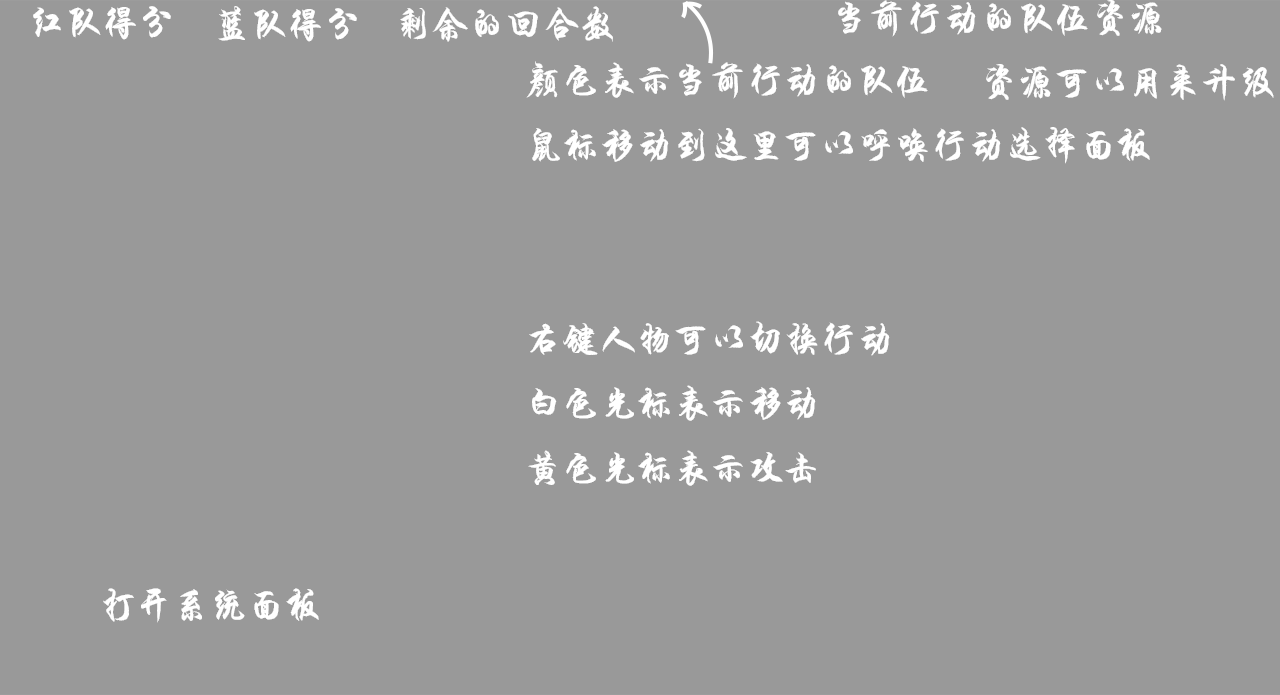 红队得分 蓝队得分 剩余的回合数 当前行动的队伍资源
颜色表示当前行动的队伍 资源可以用来升级
鼠标移动到这里可以呼唤行动选择面板
右键人物可以切换行动
白色光标表示移动
黄色光标表示攻击
打开系统面板